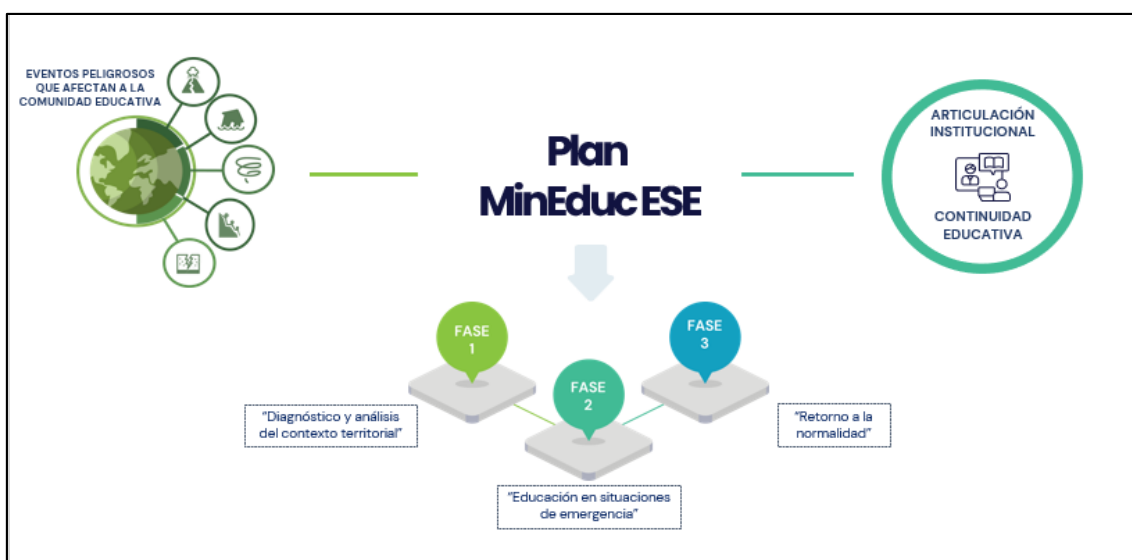 EVENTOS PELIGROSOS
QUE AFECTAN A LA
COMUNIDAD EDUCATIVA
Plan
MinEduc ESE
ARTICULACIÓN
INSTITUCIONAL
CONTINUIDAD
EDUCATIVA
FASE
1
"Diagnóstico y análisis
del contexto territorial"
FASE
2
"Educación en situaciones
de emergencia"
FASE
3
"Retorno a la
normalidad"